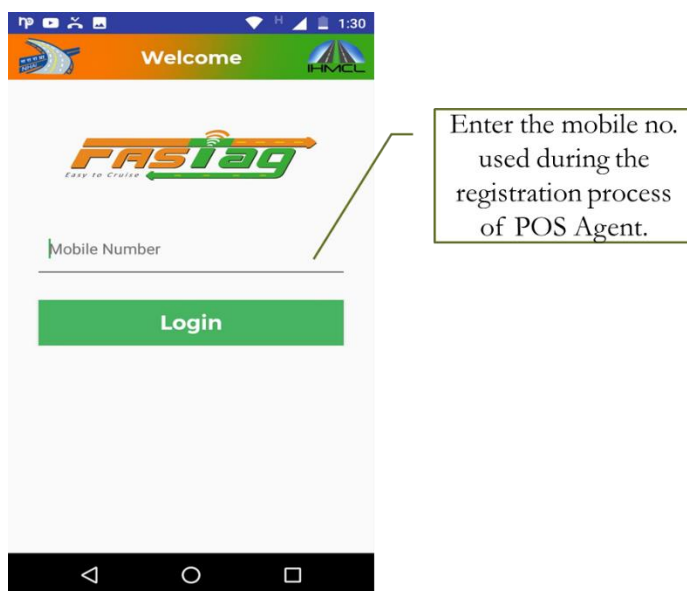 1:30
Welcome
IHMCL
FASTag
Easy to Cruise
Mobile Number
Login
Enter the mobile no.
used during the
registration process
of POS Agent.